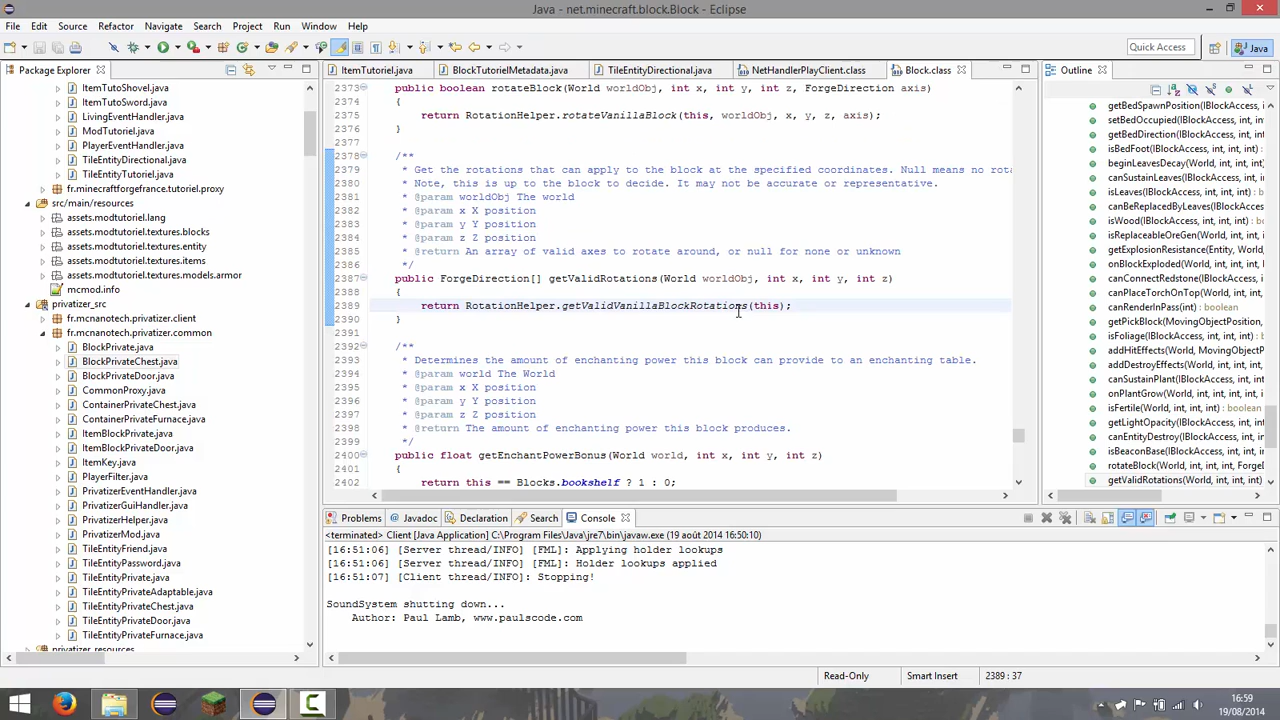 Java - net.minecraft.block.Block - Eclipse
File Edit Source Refactor Navigate Search Project Run Window Help
Quick Access
Java
Package Explorer
ItemTutorielShovel.java
ItemTutoSword.java
LivingEventHandler.java
ModTutoriel.java
PlayerEventHandler.java
TileEntityDirectional.java
TileEntityTutoriel.java
fr.minecraftforgefrance.tutoriel.proxy
src/main/resources
assets.modtutoriel.lang
assets.modtutoriel.textures.blocks
assets.modtutoriel.textures.entity
assets.modtutoriel.textures.items
assets.modtutoriel.textures.models.armor
mcmod.info
privatizer_src
fr.mcnanotech.privatizer.client
fr.mcnanotech.privatizer.common
BlockPrivate.java
BlockPrivateChest.java
BlockPrivateDoor.java
CommonProxy.java
ContainerPrivateChest.java
ContainerPrivateFurnace.java
ItemBlockPrivate.java
ItemBlockPrivateDoor.java
ItemKey.java
PlayerFilter.java
PrivatizerEventHandler.java
PrivatizerGuiHandler.java
PrivatizerHelper.java
PrivatizerMod.java
TileEntityFriend.java
TileEntityPassword.java
TileEntityPrivate.java
TileEntityPrivateAdaptable.java
TileEntityPrivateChest.java
TileEntityPrivateDoor.java
TileEntityPrivateFurnace.java
privatizer_resources
ItemTutoriel.java BlockTutorielMetadata.java TileEntityDirectional.java NetHandlerPlayClient.class Block.class
2373 public boolean rotateBlock(World worldObj, int x, int y, int z, ForgeDirection axis)
2374 {
2375 return RotationHelper.rotateVanillaBlock(this, worldObj, x, y, z, axis);
2376 }
2377
2378 /**
2379 * Get the rotations that can apply to the block at the specified coordinates. Null means no rota
2380 * Note, this is up to the block to decide. It may not be accurate or representative.
2381 * @param worldObj The world
2382 * @param x X position
2383 * @param y Y position
2384 * @param z Z position
2385 * @return An array of valid axes to rotate around, or null for none or unknown
2386 */
2387 public ForgeDirection[] getValidRotations(World worldObj, int x, int y, int z)
2388 {
2389 return RotationHelper.getValidVanillaBlockRotations(this);
2390 }
2391
2392 /**
2393 * Determines the amount of enchanting power this block can provide to an enchanting table.
2394 * @param world The World
2395 * @param x X position
2396 * @param y Y position
2397 * @param z Z position
2398 * @return The amount of enchanting power this block produces.
2399 */
2400 public float getEnchantPowerBonus(World world, int x, int y, int z)
2401 {
2402 return this == Blocks.bookshelf ? 1 : 0;
Outline
getBedSpawnPosition(IBlockAccess,
setBedOccupied(IBlockAccess, int, i
getBedDirection(IBlockAccess, int, i
isBedFoot(IBlockAccess, int, int, int
beginLeavesDecay(World, int, int, in
canSustainLeaves(IBlockAccess, int,
isLeaves(IBlockAccess, int, int, int) :
canBeReplacedByLeaves(IBlockAcce
isWood(IBlockAccess, int, int, int) : b
isReplaceableOreGen(World, int, int,
getExplosionResistance(Entity, World
onBlockExploded(World, int, int, int,
canConnectRedstone(IBlockAccess, i
canPlaceTorchOnTop(World, int, int,
canRenderInPass(int) : boolean
getPickBlock(MovingObjectPosition,
isFoliage(IBlockAccess, int, int, int) :
addHitEffects(World, MovingObjectP
addDestroyEffects(World, int, int, int
canSustainPlant(IBlockAccess, int, in
onPlantGrow(World, int, int, int, int,
isFertile(World, int, int, int) : boolean
getLightOpacity(IBlockAccess, int, in
canEntityDestroy(IBlockAccess, int, i
isBeaconBase(IBlockAccess, int, int, i
rotateBlock(World, int, int, int, ForgeD
getValidRotations(World, int, int, int)
Problems Javadoc Declaration Search Console
<terminated> Client [Java Application] C:\Program Files\Java\jre7\bin\javaw.exe (19 août 2014 16:50:10)
[16:51:06] [Server thread/INFO] [FML]: Applying holder lookups
[16:51:06] [Server thread/INFO] [FML]: Holder lookups applied
[16:51:07] [Client thread/INFO]: Stopping!
SoundSystem shutting down...
Author: Paul Lamb, www.paulscode.com
Read-Only Smart Insert 2389 : 37
16:59
19/08/2014